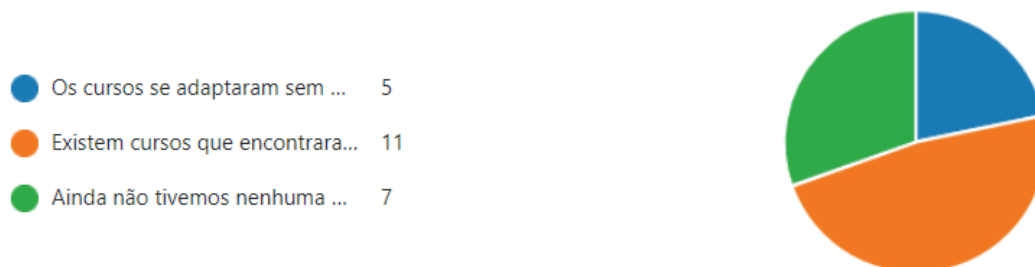 Os cursos se adaptaram sem ... 5
Existem cursos que encontrara... 11
Ainda não tivemos nenhuma ... 7